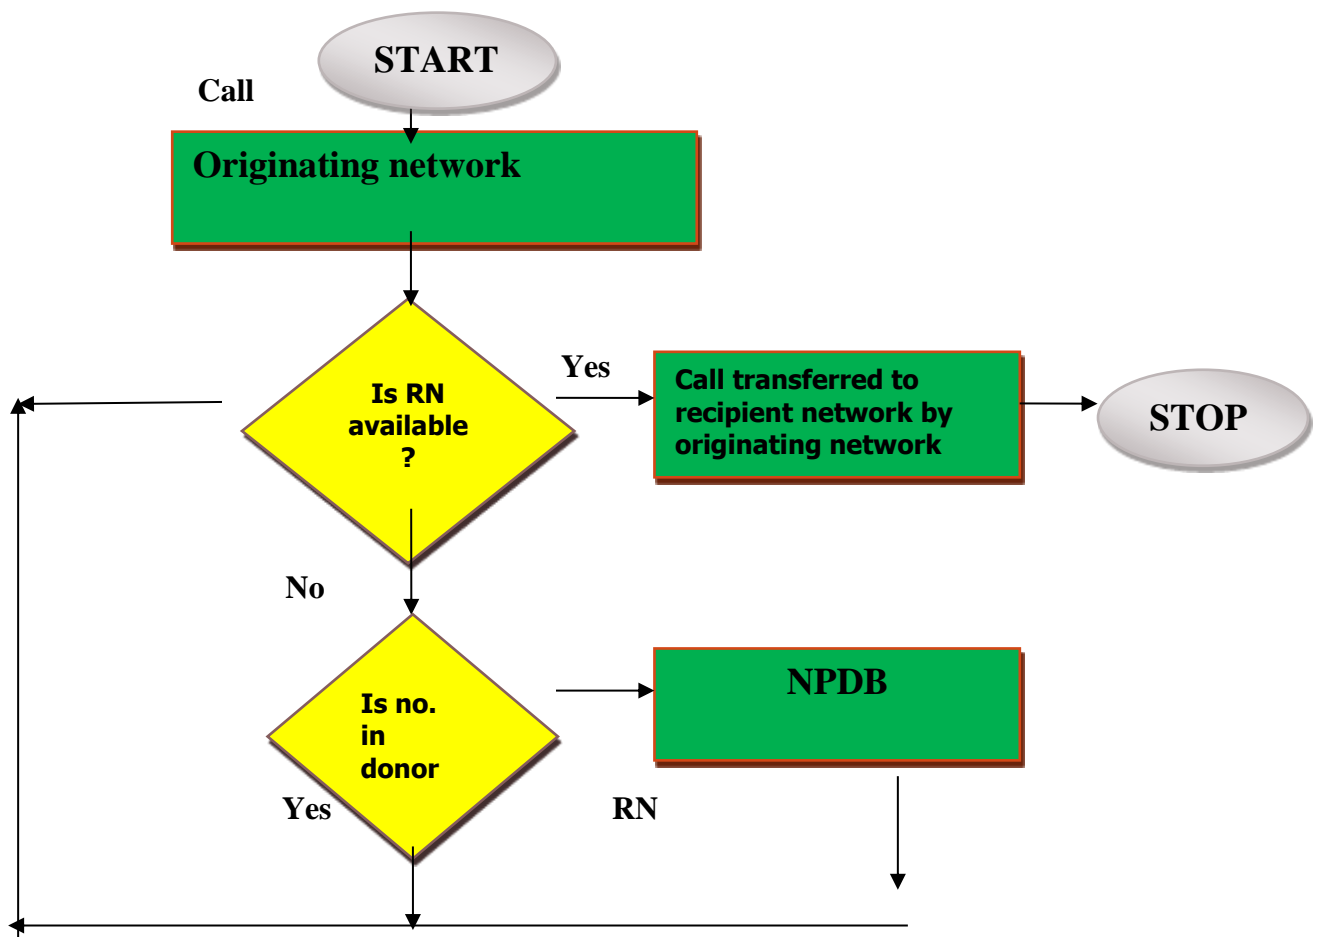 START
Call
Originating network
Is RN
available
?
Yes
Call transferred to
recipient network by
originating network
STOP
No
Is no.
in
donor
NPDB
Yes
RN